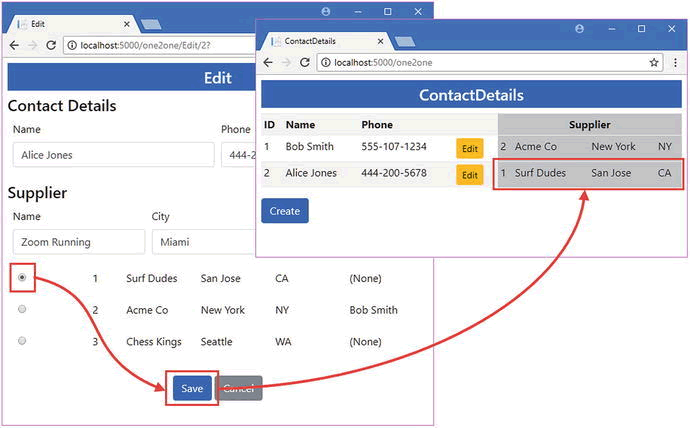 Edit
localhost:5000/one2one/Edit/2?
Edit
Contact Details
Name Phone
Alice Jones 444-2
Supplier
Name City
Zoom Running Miami
1 Surf Dudes San Jose CA (None)
2 Acme Co New York NY Bob Smith
3 Chess Kings Seattle WA (None)
Save Cancel
ContactDetails
localhost:5000/one2one
ContactDetails
ID Name Phone Supplier
1 Bob Smith 555-107-1234 Edit 2 Acme Co New York NY
2 Alice Jones 444-200-5678 Edit 1 Surf Dudes San Jose CA
Create